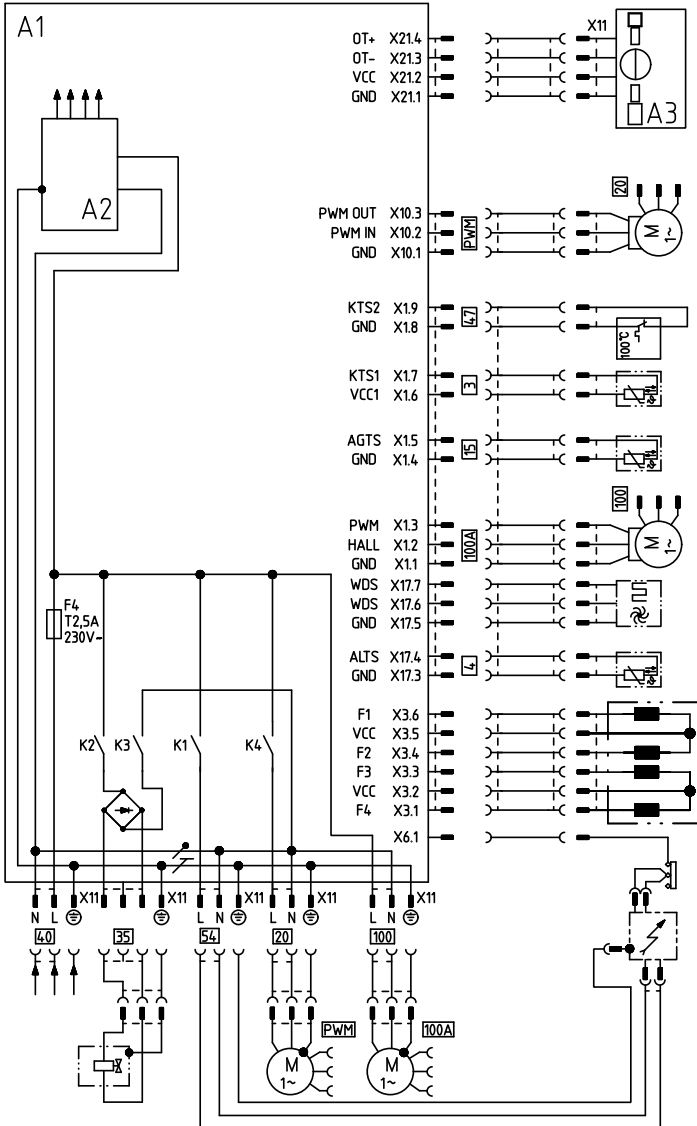 A1
OT+ X21.4
OT- X21.3
VCC X21.2
GND X21.1
X11
A3
A2
PWM OUT X10.3
PWM IN X10.2
GND X10.1
PWM
20
M
1~
KTS2 X1.9
GND X1.8
47
100°C
KTS1 X1.7
VCC1 X1.6
3
AGTS X1.5
GND X1.4
15
PWM X1.3
HALL X1.2
GND X1.1
100A
100
M
1~
WDS X17.7
WDS X17.6
GND X17.5
ALTS X17.4
GND X17.3
4
F4
T2,5A
230V~
F1 X3.6
VCC X3.5
F2 X3.4
F3 X3.3
VCC X3.2
F4 X3.1
X6.1
K2 K3 K1 K4
X11 X11 X11 X11
N L L N L N L N
40 35 54 20 100
PWM 100A
M
1~
M
1~